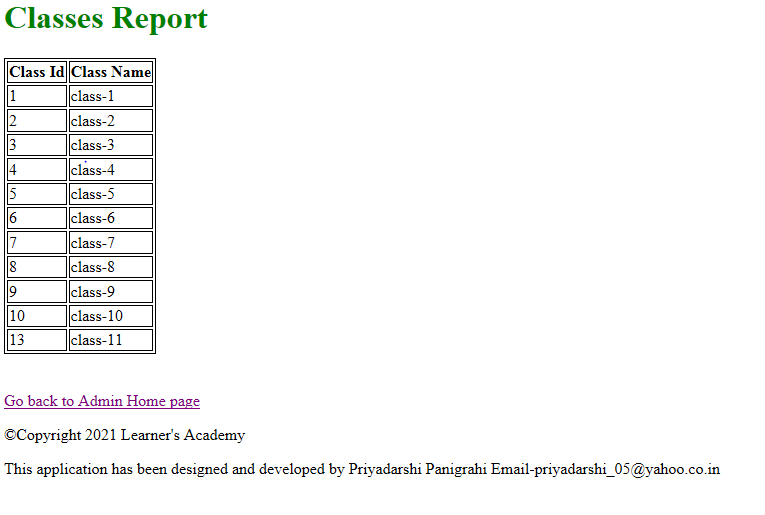 Classes Report
Class Id Class Name
1 class-1
2 class-2
3 class-3
4 class-4
5 class-5
6 class-6
7 class-7
8 class-8
9 class-9
10 class-10
13 class-11
Go back to Admin Home page
©Copyright 2021 Learner's Academy
This application has been designed and developed by Priyadarshi Panigrahi Email-priyadarshi_05@yahoo.co.in